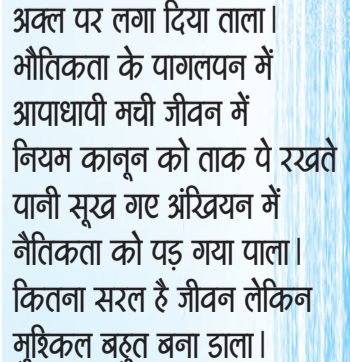 अक्ल पर लगा दिया ताला।
भौतिकता के पागलपन में
आपाधापी मची जीवन में
नियम कानून को ताक पे रखते
पानी सूख गए अंखियन में
नैतिकता को पड़ गया पाला।
कितना सरल है जीवन लेकिन
मुश्किल बहुत बना डाला।